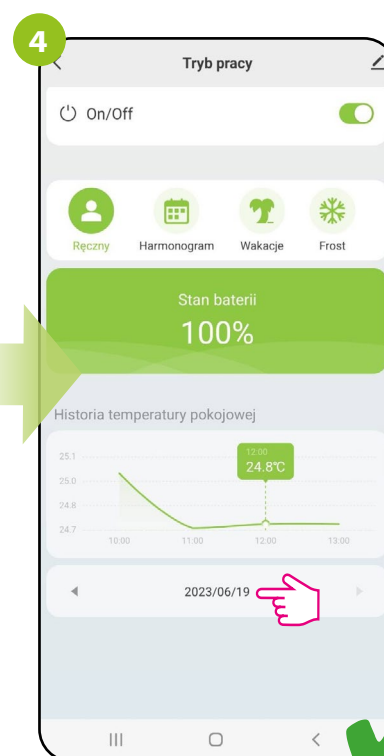 4
Tryb pracy
On/Off
Ręczny Harmonogram Wakacje Frost
Stan baterii
100%
Historia temperatury pokojowej
12:00
24.8°C
25.1
25.0
24.8
24.7
10:00 11:00 12:00 13:00
2023/06/19